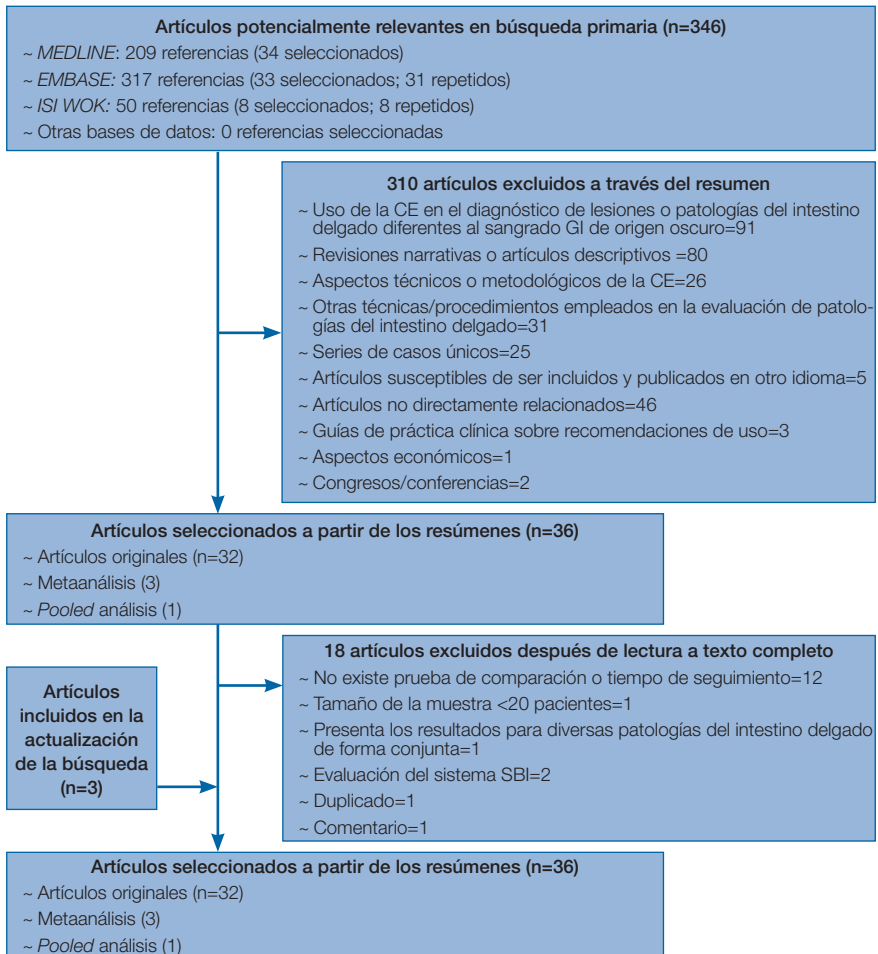 Artículos potencialmente relevantes en búsqueda primaria (n=346)
~ MEDLINE: 209 referencias (34 seleccionados)
~ EMBASE: 317 referencias (33 seleccionados; 31 repetidos)
~ ISI WOK: 50 referencias (8 seleccionados; 8 repetidos)
~ Otras bases de datos: 0 referencias seleccionadas
310 artículos excluidos a través del resumen
~ Uso de la CE en el diagnóstico de lesiones o patologías del intestino
delgado diferentes al sangrado GI de origen oscuro=91
~ Revisiones narrativas o artículos descriptivos =80
~ Aspectos técnicos o metodológicos de la CE=26
~ Otras técnicas/procedimientos empleados en la evaluación de patolo-
gías del intestino delgado=31
~ Series de casos únicos=25
~ Artículos susceptibles de ser incluidos y publicados en otro idioma=5
~ Artículos no directamente relacionados=46
~ Guías de práctica clínica sobre recomendaciones de uso=3
~ Aspectos económicos=1
~ Congresos/conferencias=2
Artículos seleccionados a partir de los resúmenes (n=36)
~ Artículos originales (n=32)
~ Metaanálisis (3)
~ Pooled análisis (1)
18 artículos excluidos después de lectura a texto completo
~ No existe prueba de comparación o tiempo de seguimiento=12
~ Tamaño de la muestra <20 pacientes=1
~ Presenta los resultados para diversas patologías del intestino delgado
de forma conjunta=1
~ Evaluación del sistema SBI=2
~ Duplicado=1
~ Comentario=1
Artículos
incluidos en la
actualización
de la búsqueda
(n=3)
Artículos seleccionados a partir de los resúmenes (n=36)
~ Artículos originales (n=32)
~ Metaanálisis (3)
~ Pooled análisis (1)